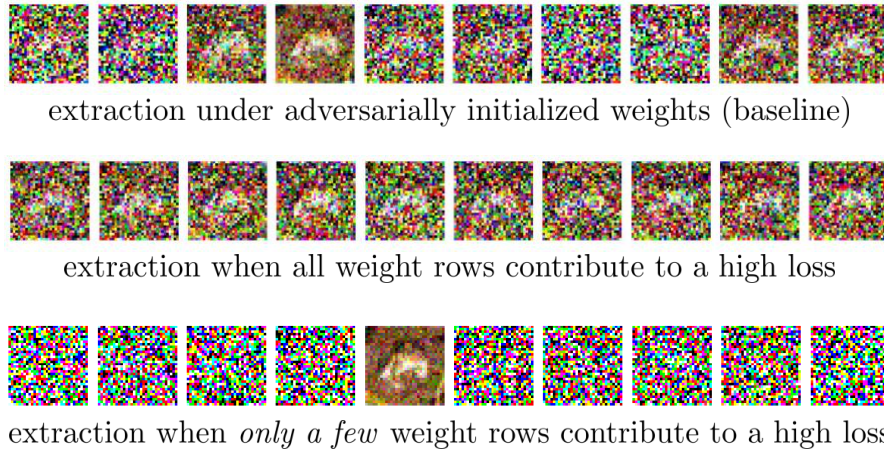 extraction under adversarially initialized weights (baseline)
extraction when all weight rows contribute to a high loss
extraction when only a few weight rows contribute to a high loss